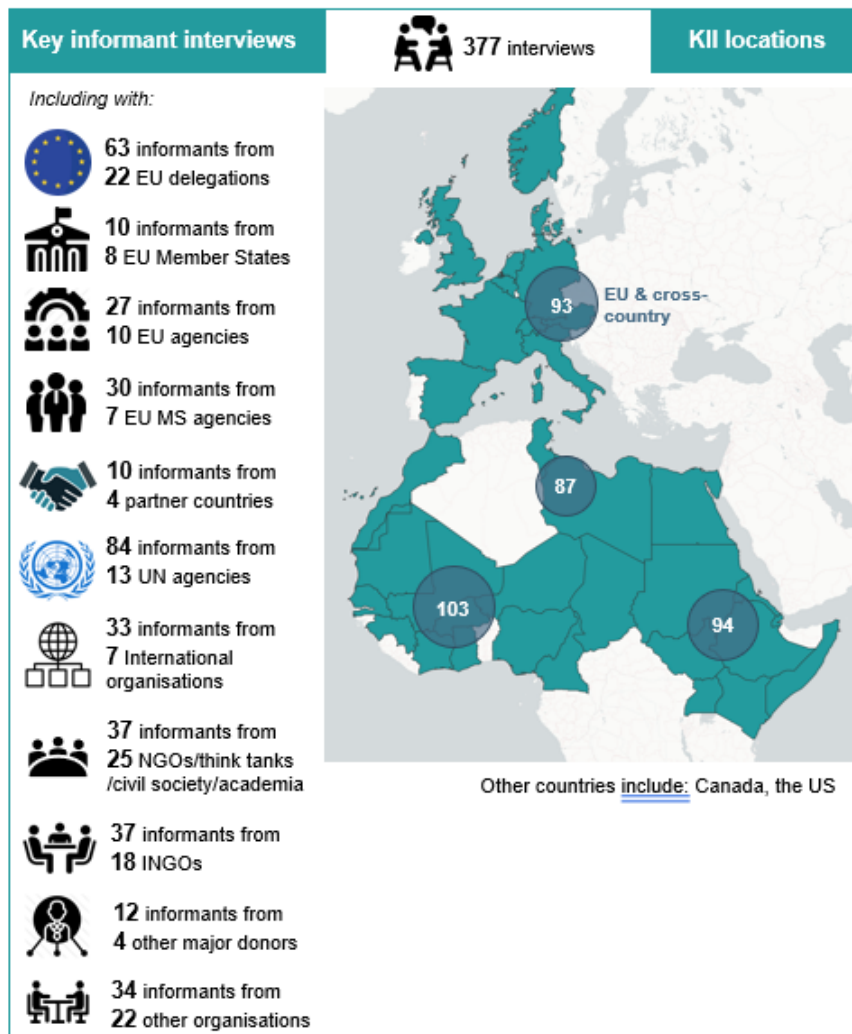 Key informant interviews
377 interviews
KII locations
Including with:
63 informants from
22 EU delegations
10 informants from
8 EU Member States
27 informants from
10 EU agencies
30 informants from
7 EU MS agencies
10 informants from
4 partner countries
84 informants from
13 UN agencies
33 informants from
7 International
organisations
37 informants from
25 NGOs/think tanks
/civil society/academia
37 informants from
18 INGOs
12 informants from
4 other major donors
34 informants from
22 other organisations
93
EU & cross-
country
87
103
94
Other countries include: Canada, the US